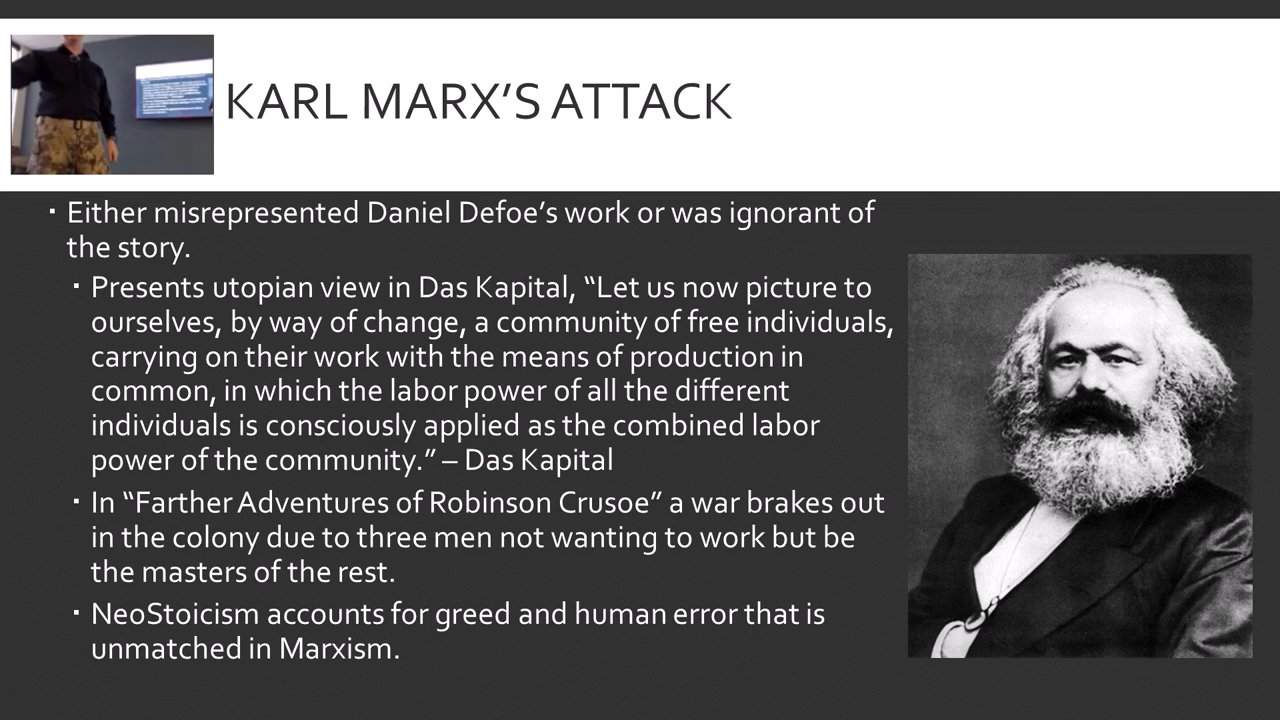 KARL MARX’S ATTACK
▪ Either misrepresented Daniel Defoe’s work or was ignorant of
the story.
▪ Presents utopian view in Das Kapital, “Let us now picture to
ourselves, by way of change, a community of free individuals,
carrying on their work with the means of production in
common, in which the labor power of all the different
individuals is consciously applied as the combined labor
power of the community.” – Das Kapital
▪ In “Farther Adventures of Robinson Crusoe” a war brakes out
in the colony due to three men not wanting to work but be
the masters of the rest.
▪ NeoStoicism accounts for greed and human error that is
unmatched in Marxism.